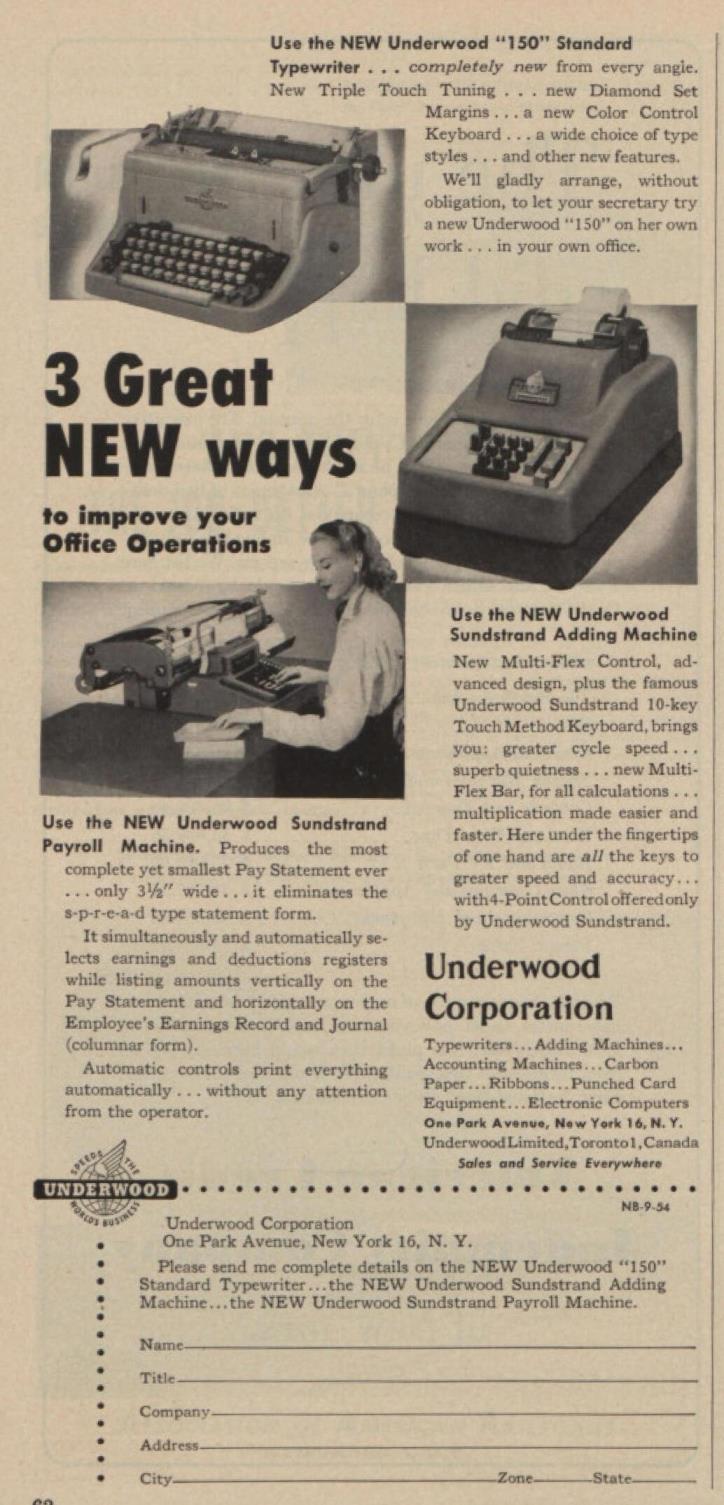 Use the NEW Underwood "150" Standard
Typewriter . . . completely new from every angle.
New Triple Touch Tuning . . . new Diamond Set
Margins . . . a new Color Control
Keyboard . . . a wide choice of type
styles . . . and other new features.
We'll gladly arrange, without
obligation, to let your secretary try
a new Underwood "150" on her own
work . . . in your own office.
3 Great
NEW ways
to improve your
Office Operations
Use the NEW Underwood Sundstrand
Payroll Machine. Produces the most
complete yet smallest Pay Statement ever
. . . only 3½" wide . . . it eliminates the
s-p-r-e-a-d type statement form.
It simultaneously and automatically se-
lects earnings and deductions registers
while listing amounts vertically on the
Pay Statement and horizontally on the
Employee's Earnings Record and Journal
(columnar form).
Automatic controls print everything
automatically . . . without any attention
from the operator.
Use the NEW Underwood
Sundstrand Adding Machine
New Multi-Flex Control, ad-
vanced design, plus the famous
Underwood Sundstrand 10-key
Touch Method Keyboard, brings
you: greater cycle speed . . .
superb quietness . . . new Multi-
Flex Bar, for all calculations . . .
multiplication made easier and
faster. Here under the fingertips
of one hand are all the keys to
greater speed and accuracy . . .
with 4-Point Control offered only
by Underwood Sundstrand.
Underwood
Corporation
Typewriters...Adding Machines...
Accounting Machines...Carbon
Paper...Ribbons...Punched Card
Equipment...Electronic Computers
One Park Avenue, New York 16, N. Y.
Underwood Limited, Toronto 1, Canada
Sales and Service Everywhere
SPEEDS THE
UNDERWOOD
WORLDS BUSINESS
NB-9-54
Underwood Corporation
One Park Avenue, New York 16, N. Y.
Please send me complete details on the NEW Underwood "150"
Standard Typewriter...the NEW Underwood Sundstrand Adding
Machine...the NEW Underwood Sundstrand Payroll Machine.
Name
Title
Company
Address
City Zone State